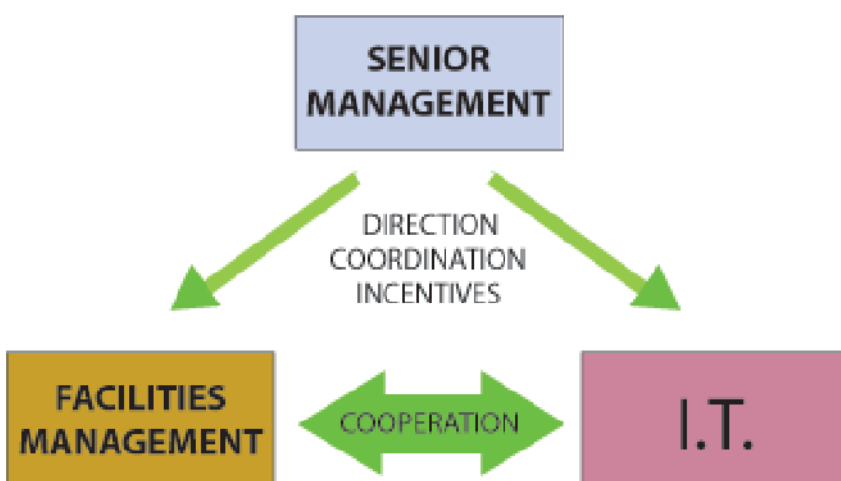 SENIOR
MANAGEMENT
DIRECTION
COORDINATION
INCENTIVES
FACILITIES
MANAGEMENT
COOPERATION
I.T.